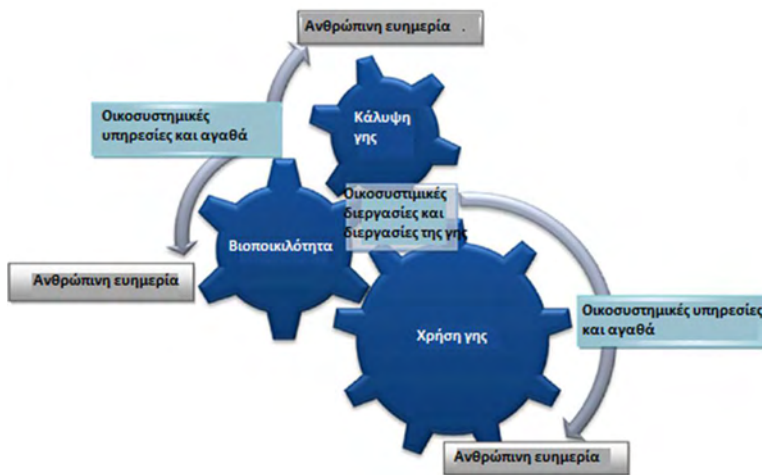 Ανθρώπινη ευημερία .
Οικοσυστημικές
υπηρεσίες και αγαθά
Κάλυψη
γης
Οικοσυστιμικές
διεργασίες και
διεργασίες της γης
Βιοποικιλότητα
Ανθρώπινη ευημερία
Οικοσυστημικές υπηρεσίες
και αγαθά
Χρήση γης
Ανθρώπινη ευημερία